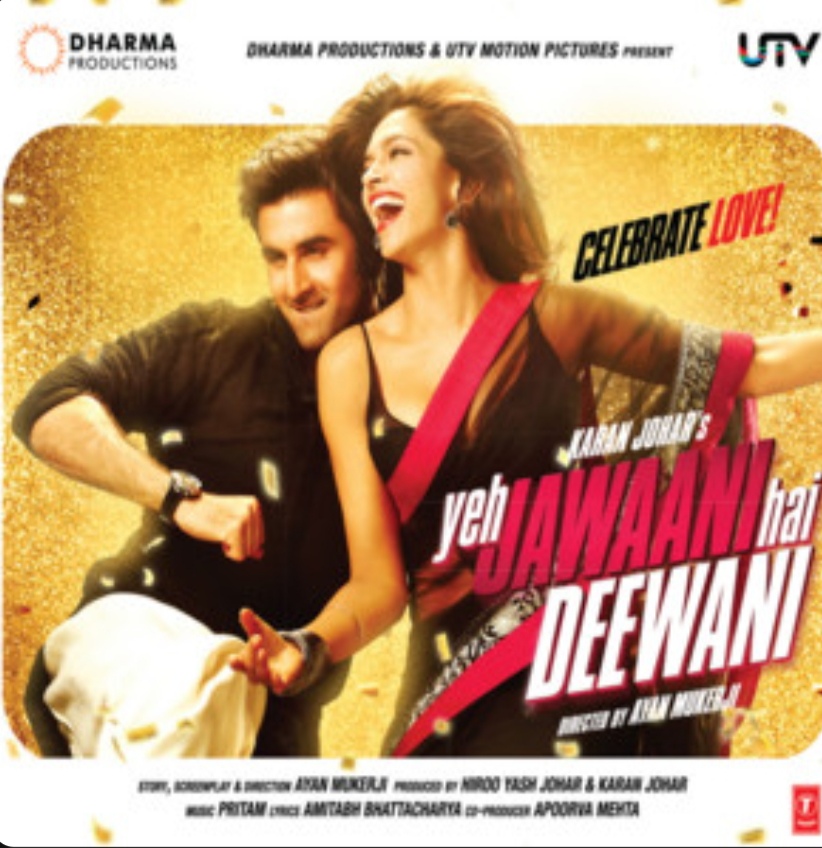 DHARMA
PRODUCTIONS
DHARMA PRODUCTIONS & UTV MOTION PICTURES PRESENT
UTV
CELEBRATE LOVE!
KARAN JOHAR'S
yeh JAWAANI hai
DEEWANI
DIRECTED BY AYAN MUKERJI
STORY, SCREENPLAY & DIRECTION AYAN MUKERJI PRODUCED BY HIROO YASH JOHAR & KARAN JOHAR
MUSIC PRITAM LYRICS AMITABH BHATTACHARYA CO-PRODUCER APOORVA MEHTA
T